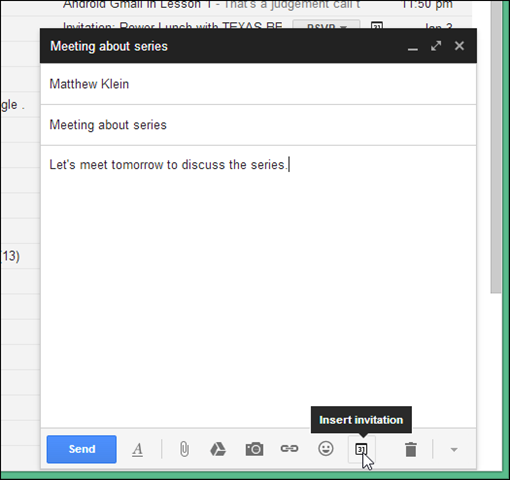 Android Gmail in Lesson 1 - That's a judgement call t 11:50 pm
Invitation: Power Lunch with TEXAS BE RSVP 31 Jan 3
Meeting about series
Matthew Klein
gle .
Meeting about series
Let's meet tomorrow to discuss the series.
(13)
Insert invitation
Send A 31